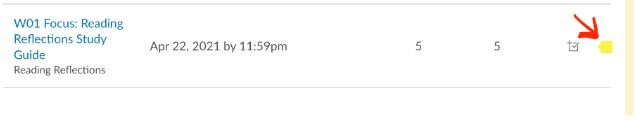 W01 Focus: Reading
Reflections Study
Guide
Apr 22, 2021 by 11:59pm
5
5
Reading Reflections